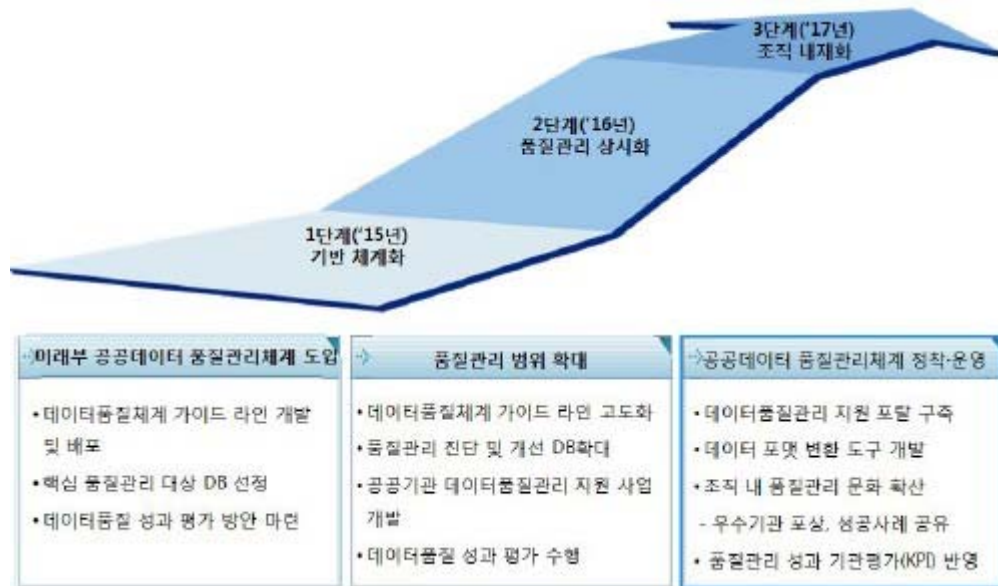 3단계('17년)
조직 내재화
2단계('16년)
품질관리 상시화
1단계('15년)
기반 체계화
미래부 공공데이터 품질관리체계 도입
• 데이터품질체계 가이드 라인 개발
및 배포
• 핵심 품질관리 대상 DB 선정
• 데이터품질 성과 평가 방안 마련
품질관리 범위 확대
• 데이터품질체계 가이드 라인 고도화
• 품질관리 진단 및 개선 DB확대
• 공공기관 데이터품질관리 지원 사업
개발
• 데이터품질 성과 평가 수행
공공데이터 품질관리체계 정착·운영
• 데이터품질관리 지원 포탈 구축
• 데이터 포맷 변환 도구 개발
• 조직 내 품질관리 문화 확산
- 우수기관 포상, 성공사례 공유
• 품질관리 성과 기관평가(KPI) 반영